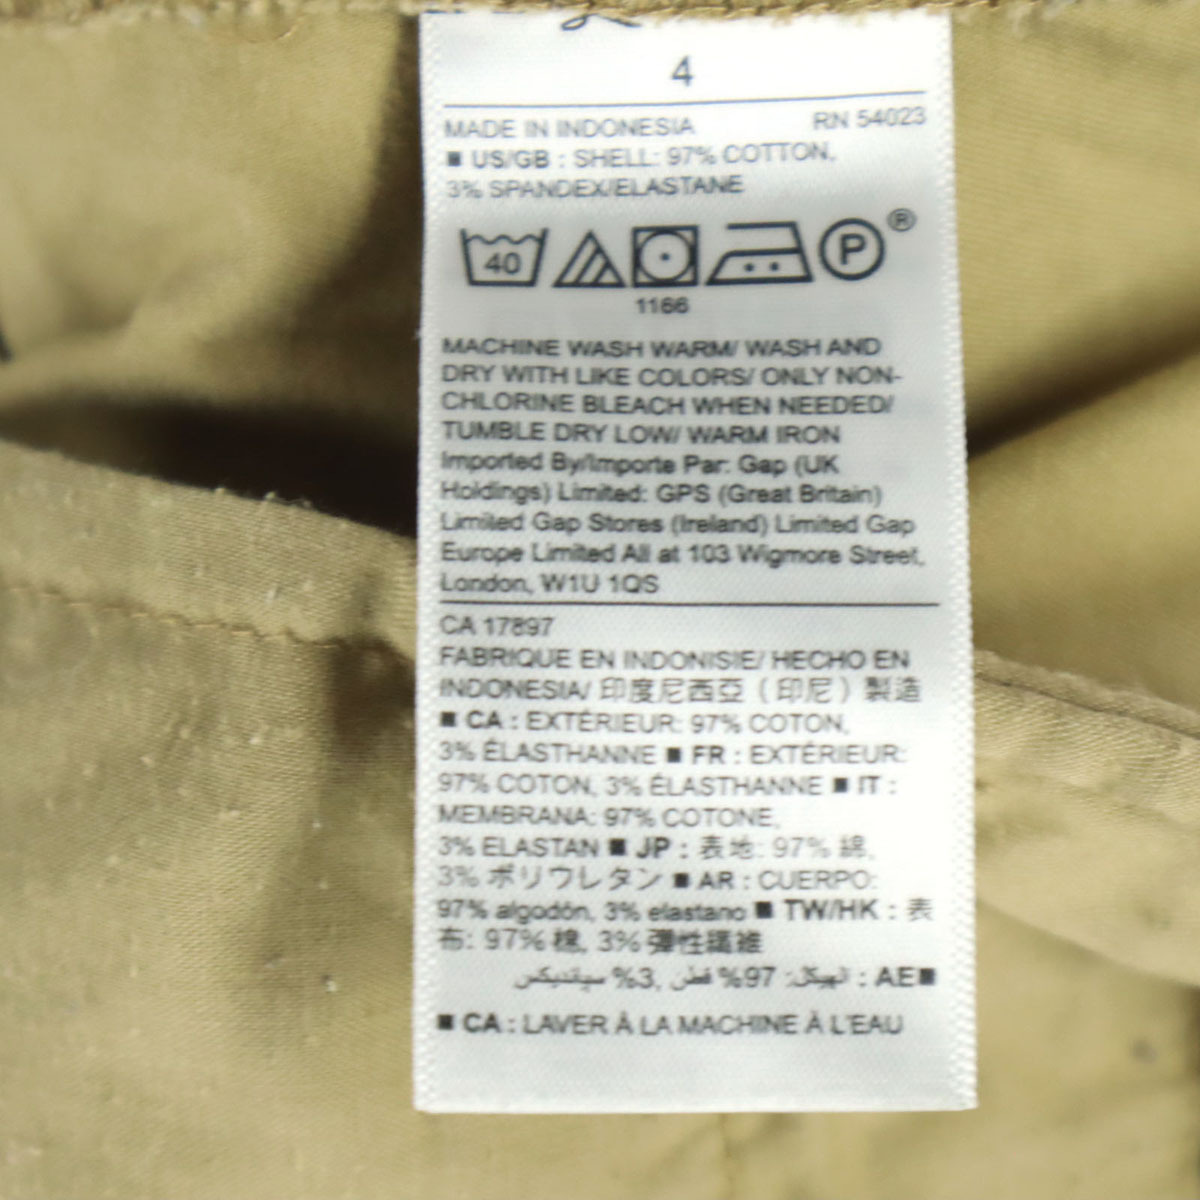 4
MADE IN INDONESIA RN 54023
■ US/GB : SHELL: 97% COTTON,
3% SPANDEX/ELASTANE
40 P ®
1166
MACHINE WASH WARM/ WASH AND
DRY WITH LIKE COLORS/ ONLY NON-
CHLORINE BLEACH WHEN NEEDED/
TUMBLE DRY LOW/ WARM IRON
Imported By/Importe Par: Gap (UK
Holdings) Limited: GPS (Great Britain)
Limited Gap Stores (Ireland) Limited Gap
Europe Limited All at 103 Wigmore Street,
London, W1U 1QS
CA 17897
FABRIQUE EN INDONISIE/ HECHO EN
INDONESIA/ 印度尼西亞（印尼）製造
■ CA : EXTÉRIEUR: 97% COTON,
3% ÉLASTHANNE ■ FR : EXTÉRIEUR:
97% COTON, 3% ÉLASTHANNE ■ IT :
MEMBRANA: 97% COTONE,
3% ELASTAN ■ JP : 表地: 97% 綿,
3% ポリウレタン ■ AR : CUERPO:
97% algodón, 3% elastano ■ TW/HK : 表
布: 97% 棉, 3% 彈性纖維
■AE : الهيكل: 97% قطن, 3% سباندیکس
■ CA : LAVER À LA MACHINE À L'EAU